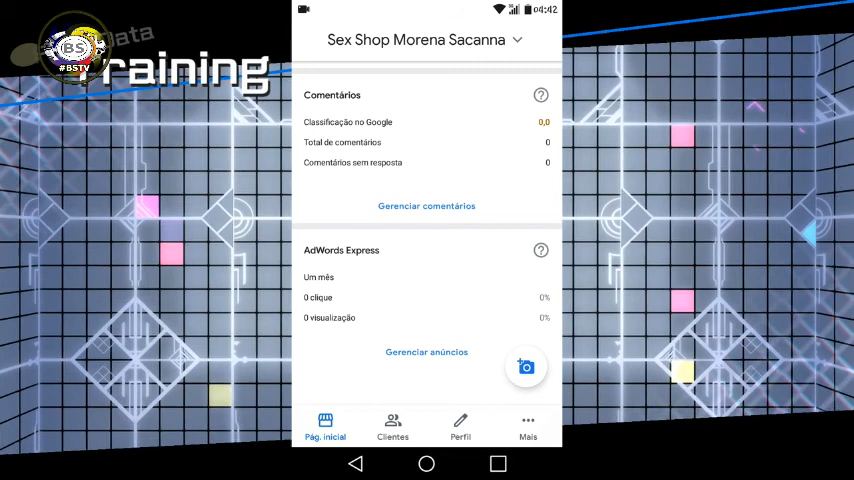 04:42
Data
BS
Training
#BSTV
Sex Shop Morena Sacanna
Comentários
Classificação no Google 0,0
Total de comentários 0
Comentários sem resposta 0
Gerenciar comentários
AdWords Express
Um mês
0 clique 0%
0 visualização 0%
Gerenciar anúncios
Pág. inicial Clientes Perfil Mais